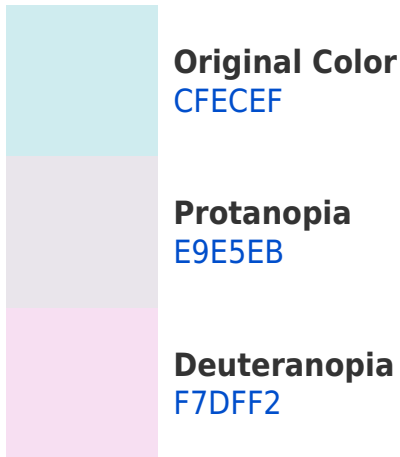 Original Color
CFECEF
Protanopia
E9E5EB
Deuteranopia
F7DFF2